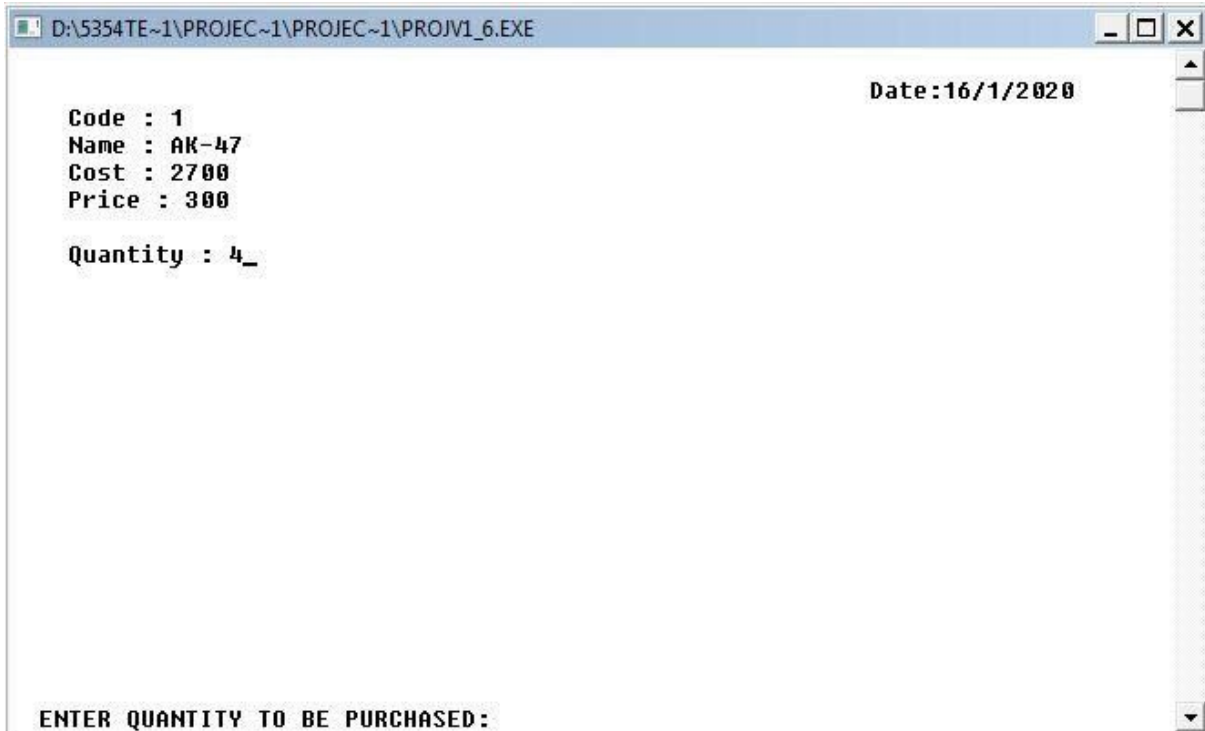 D:\5354TE~1\PROJEC~1\PROJEC~1\PROJV1_6.EXE
Date:16/1/2020
Code : 1
Name : AK-47
Cost : 2700
Price : 300
Quantity : 4_
ENTER QUANTITY TO BE PURCHASED: